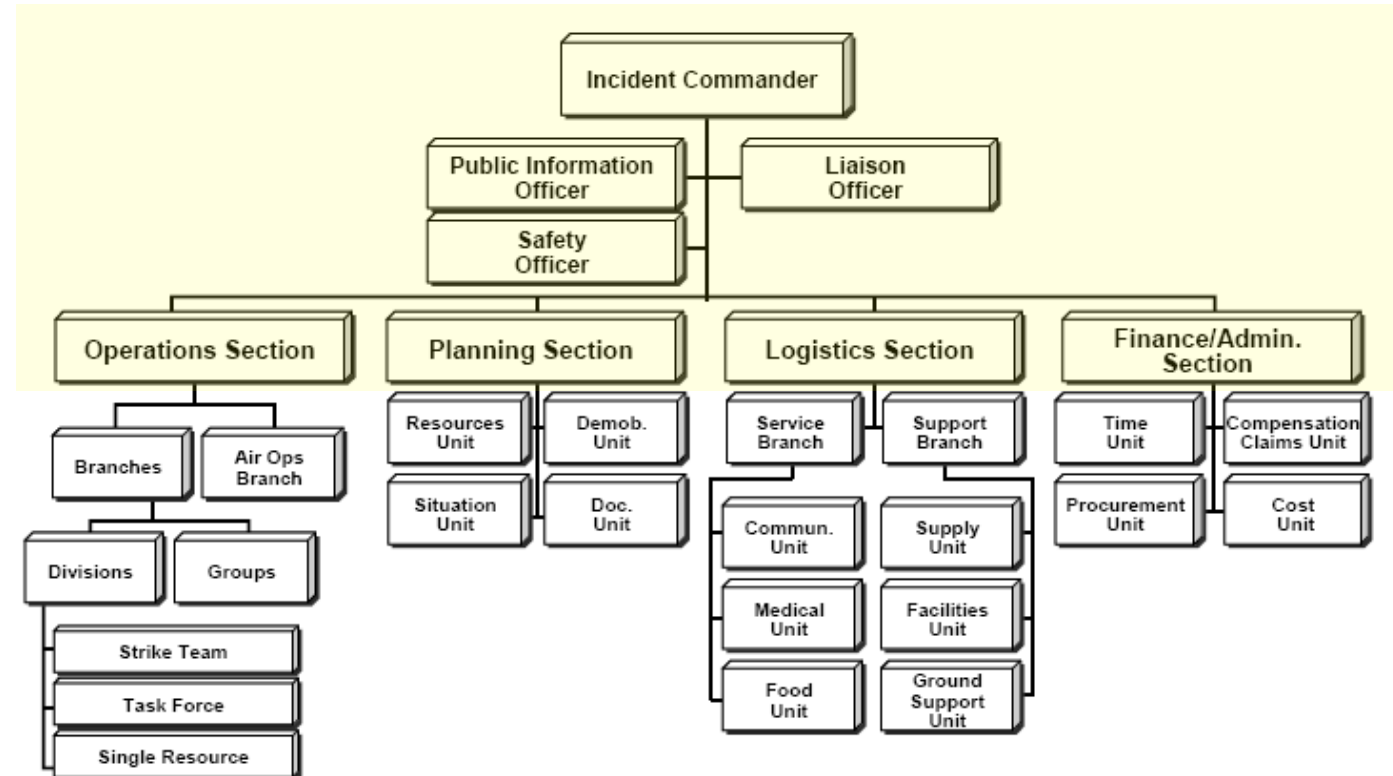 Incident Commander
Public Information
Officer
Liaison
Officer
Safety
Officer
Operations Section
Planning Section
Logistics Section
Finance/Admin.
Section
Branches
Air Ops
Branch
Divisions
Groups
Strike Team
Task Force
Single Resource
Resources
Unit
Demob.
Unit
Situation
Unit
Doc.
Unit
Service
Branch
Support
Branch
Commun.
Unit
Supply
Unit
Medical
Unit
Facilities
Unit
Food
Unit
Ground
Support
Unit
Time
Unit
Compensation
Claims Unit
Procurement
Unit
Cost
Unit